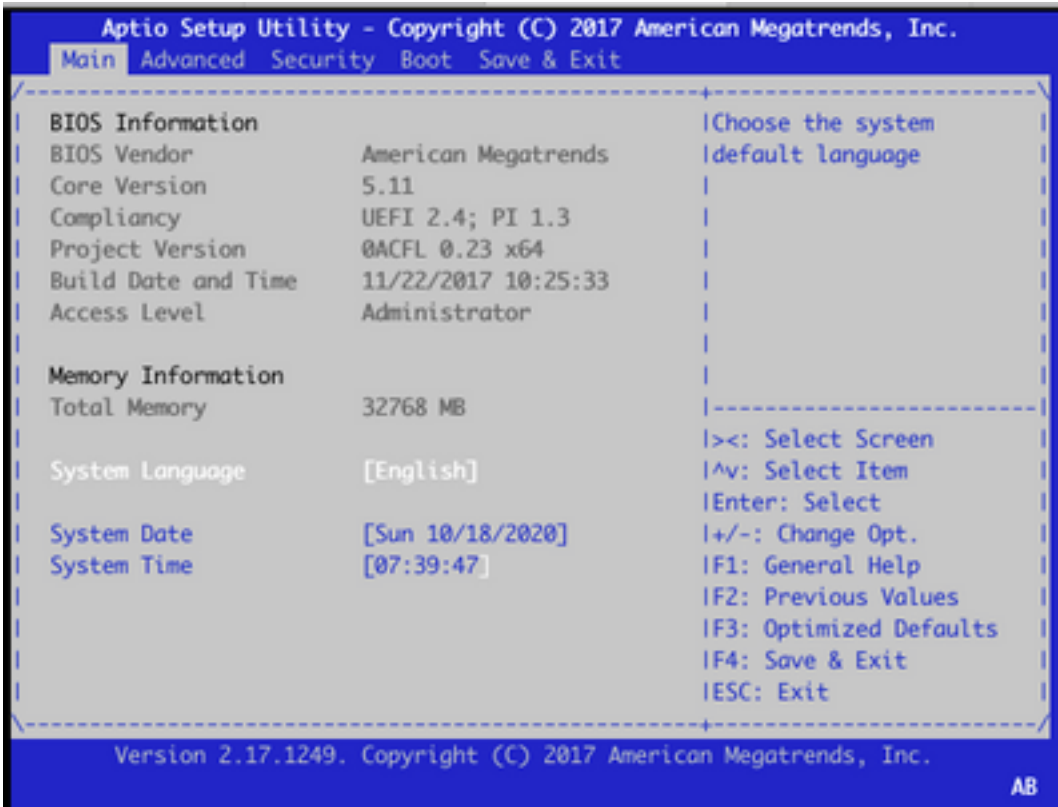 Aptio Setup Utility - Copyright (C) 2017 American Megatrends, Inc.
Main Advanced Security Boot Save & Exit
BIOS Information
BIOS Vendor American Megatrends
Core Version 5.11
Compliancy UEFI 2.4; PI 1.3
Project Version 0ACFL 0.23 x64
Build Date and Time 11/22/2017 10:25:33
Access Level Administrator
Memory Information
Total Memory 32768 MB
System Language [English]
System Date [Sun 10/18/2020]
System Time [07:39:47]
Choose the system
default language
><: Select Screen
^v: Select Item
Enter: Select
+/-: Change Opt.
F1: General Help
F2: Previous Values
F3: Optimized Defaults
F4: Save & Exit
ESC: Exit
Version 2.17.1249. Copyright (C) 2017 American Megatrends, Inc.
AB